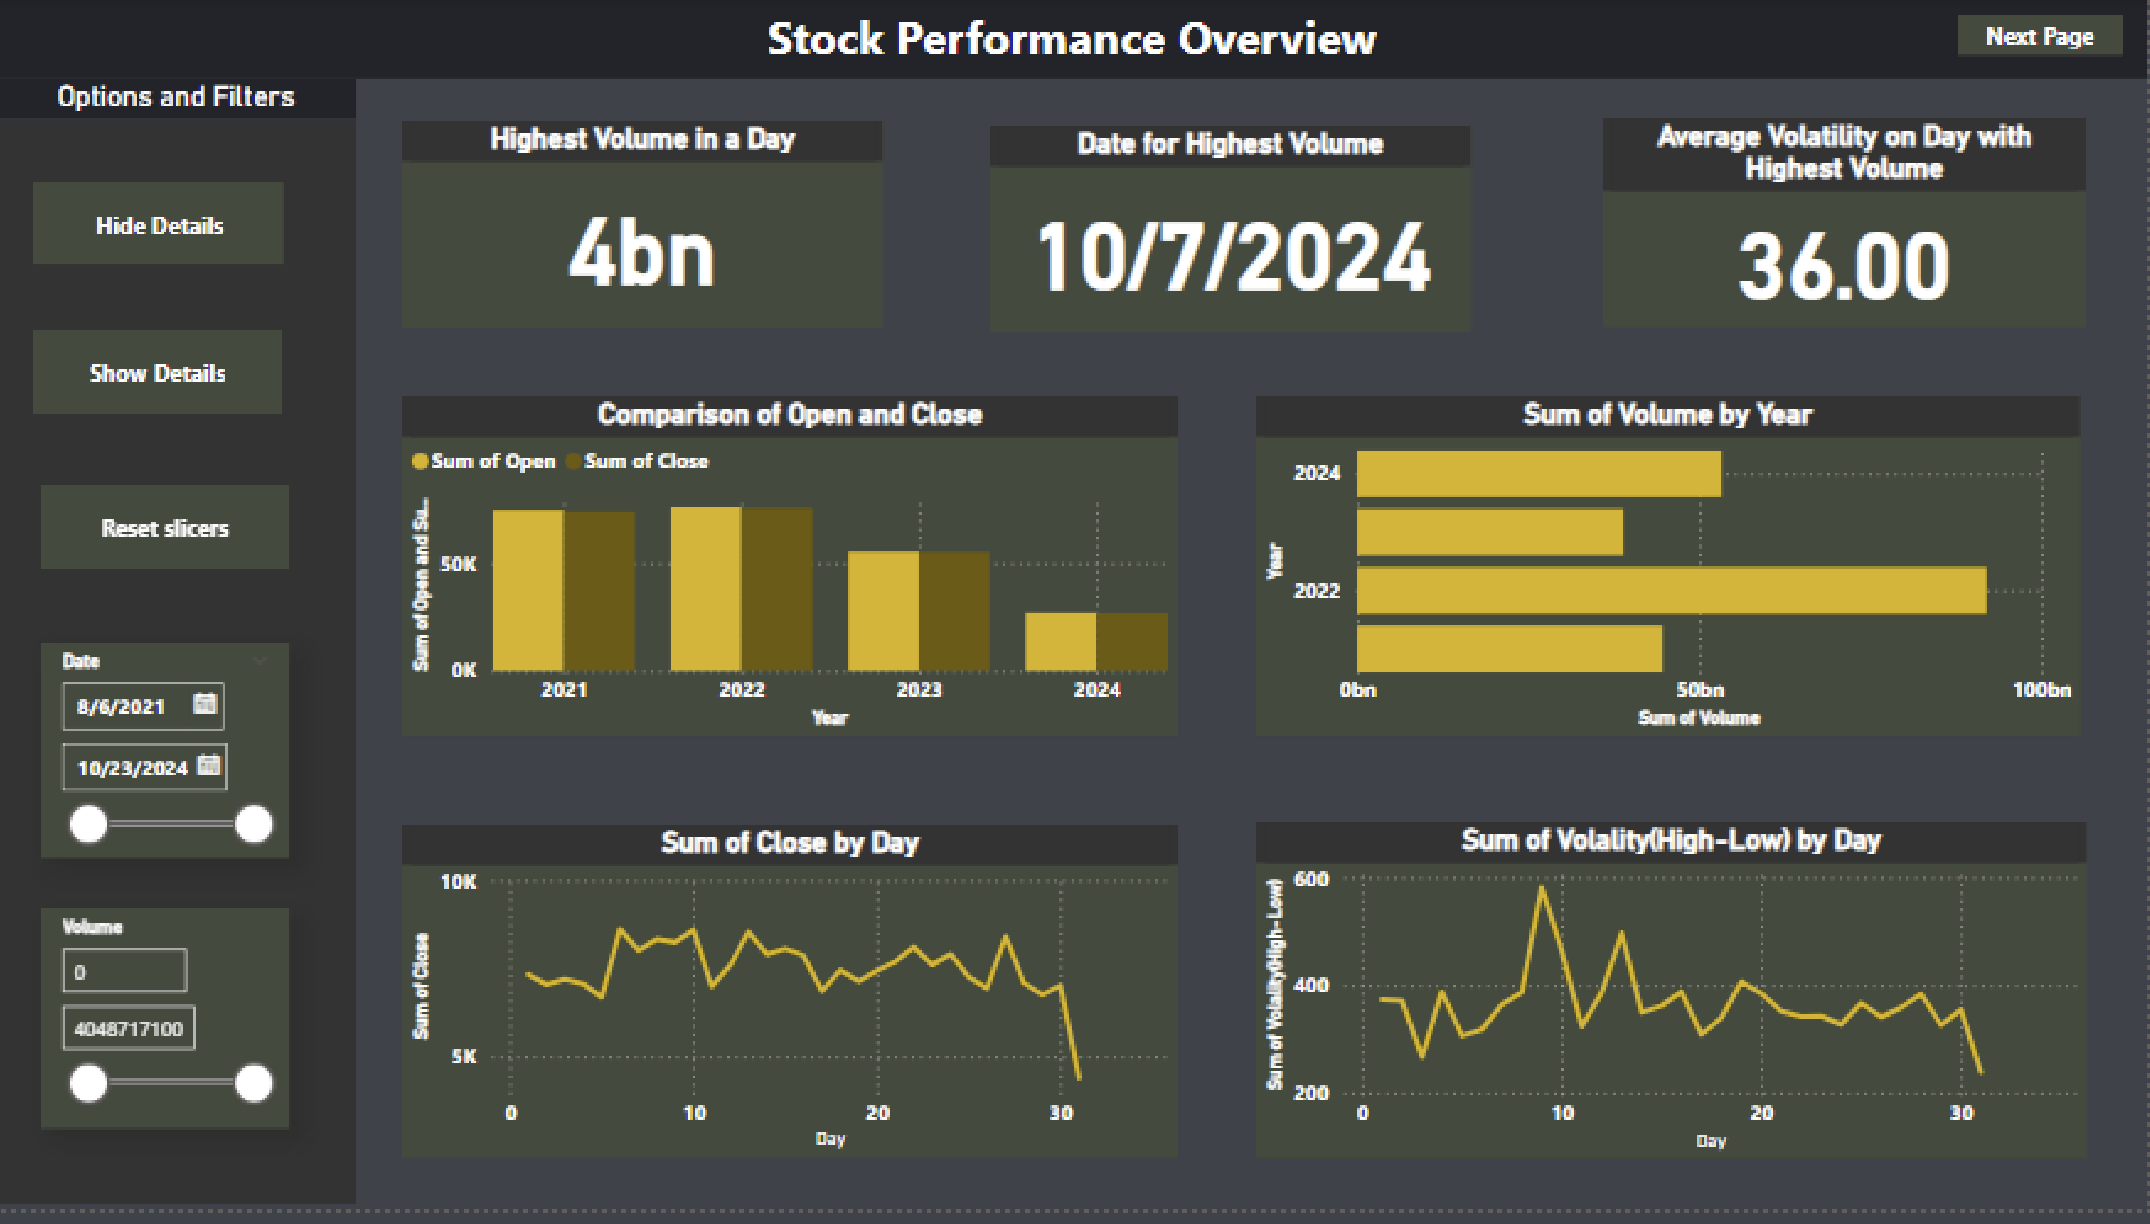 Stock Performance Overview
Next Page
Options and Filters
Hide Details
Show Details
Reset slicers
Date
8/6/2021
10/23/2024
Volume
0
4048717100
Highest Volume in a Day
4bn
Date for Highest Volume
10/7/2024
Average Volatility on Day with
Highest Volume
36.00
Comparison of Open and Close
Sum of Open Sum of Close
Sum of Open and Su...
50K
0K
2021 2022 2023 2024
Year
Sum of Volume by Year
Year
2024
2022
0bn 50bn 100bn
Sum of Volume
Sum of Close by Day
Sum of Close
10K
5K
0 10 20 30
Day
Sum of Volality(High-Low) by Day
Sum of Volality(High-Low)
600
400
200
0 10 20 30
Day